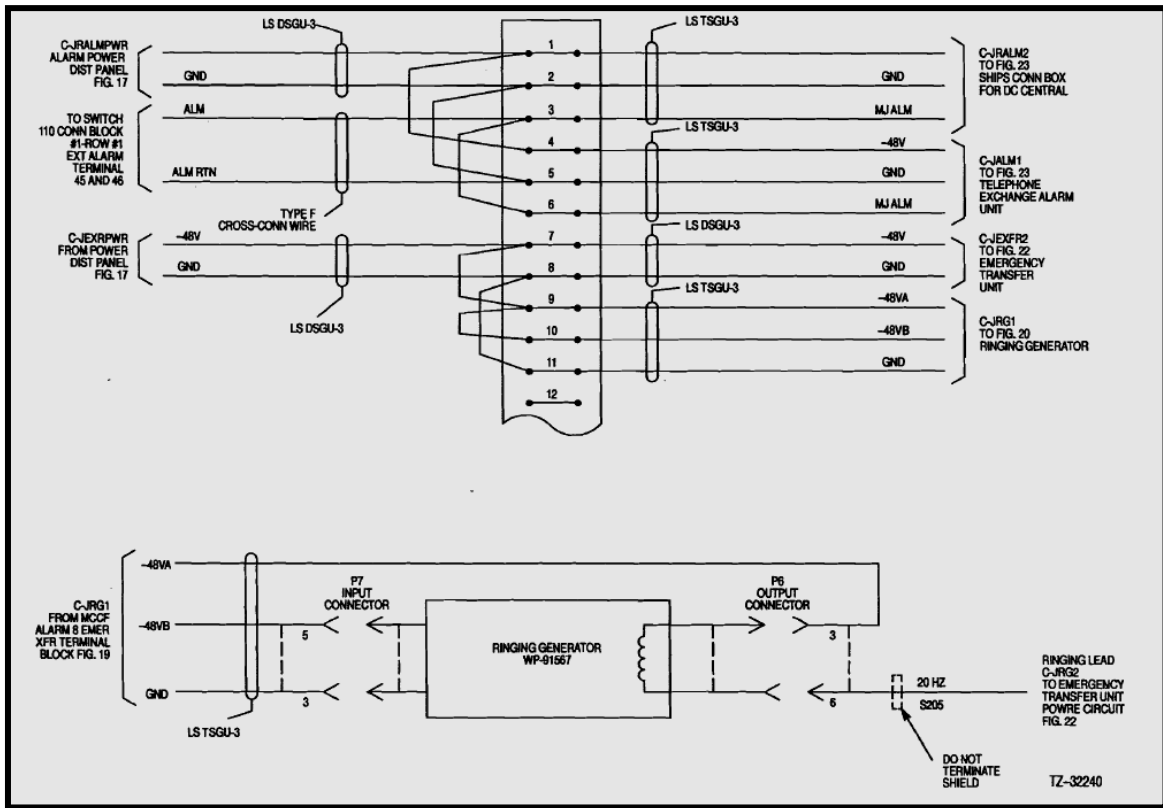 LS DSGU-3
LS TSGU-3
C-JRALMPWR
ALARM POWER
DIST PANEL
FIG. 17
GND
1
2
GND
C-JRALM2
TO FIG. 23
SHIPS CONN BOX
FOR DC CENTRAL
TO SWITCH
110 CONN BLOCK
#1-ROW #1
EXT ALARM
TERMINAL
45 AND 46
ALM
ALM RTN
3
MJ ALM
LS TSGU-3
4
-48V
5
GND
6
MJ ALM
C-JALM1
TO FIG. 23
TELEPHONE
EXCHANGE ALARM
UNIT
TYPE F
CROSS-CONN WIRE
LS DSGU-3
C-JEXRPWR
FROM POWER
DIST PANEL
FIG. 17
-48V
GND
7
-48V
8
GND
C-JEXFR2
TO FIG. 22
EMERGENCY
TRANSFER
UNIT
LS DSGU-3
LS TSGU-3
9
-48VA
10
-48VB
11
GND
12
C-JRG1
TO FIG. 20
RINGING GENERATOR
C-JRG1
FROM MCCF
ALARM 8 EMER
XFR TERMINAL
BLOCK FIG. 19
-48VA
-48VB
GND
LS TSGU-3
P7
INPUT
CONNECTOR
5
3
RINGING GENERATOR
WP-91567
P6
OUTPUT
CONNECTOR
3
6
20 HZ
S205
RINGING LEAD
C-JRG2
TO EMERGENCY
TRANSFER UNIT
POWRE CIRCUIT
FIG. 22
DO NOT
TERMINATE
SHIELD
TZ-32240